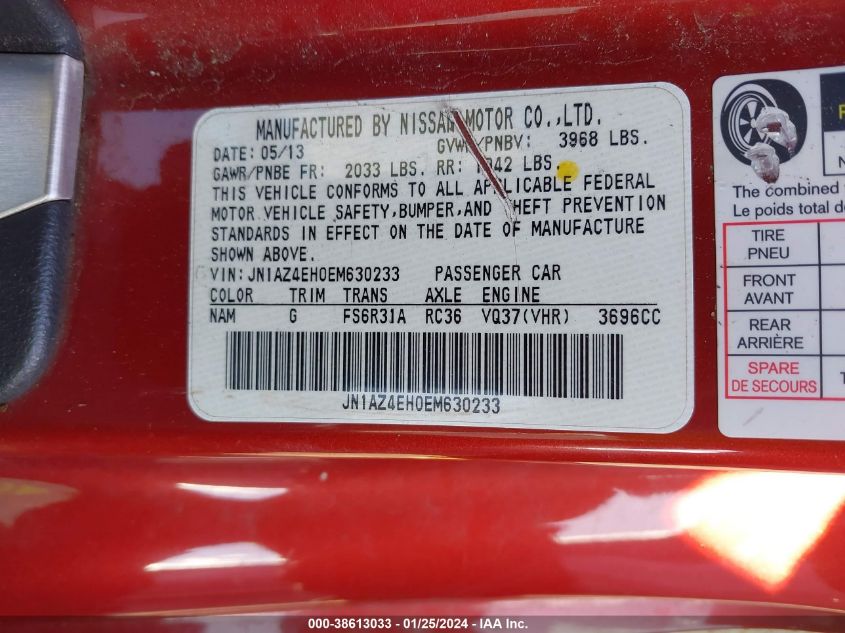 MANUFACTURED BY NISSAN MOTOR CO.,LTD.
DATE: 05/13 GVWR/PNBV: 3968 LBS.
GAWR/PNBE FR: 2033 LBS. RR: LBS.
THIS VEHICLE CONFORMS TO ALL APPLICABLE FEDERAL
MOTOR VEHICLE SAFETY,BUMPER,AND THEFT PREVENTION
STANDARDS IN EFFECT ON THE DATE OF MANUFACTURE
SHOWN ABOVE.
VIN:JN1AZ4EH0EM630233 PASSENGER CAR
COLOR TRIM TRANS AXLE ENGINE
NAM G FS6R31A RC36 VQ37(VHR) 3696CC
JN1AZ4EH0EM630233
The combined
Le poids total
TIRE
PNEU
FRONT
AVANT
REAR
ARRIÈRE
SPARE
DE SECOURS
000-38613033 - 01/25/2024 - IAA Inc.